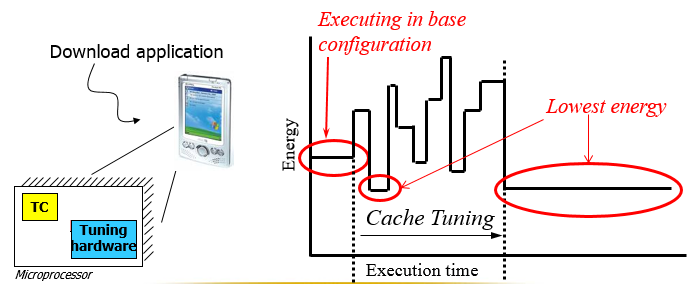 Executing in base
configuration
Download application
Lowest energy
Energy
TC
Tuning
hardware
Cache Tuning
Microprocessor
Execution time